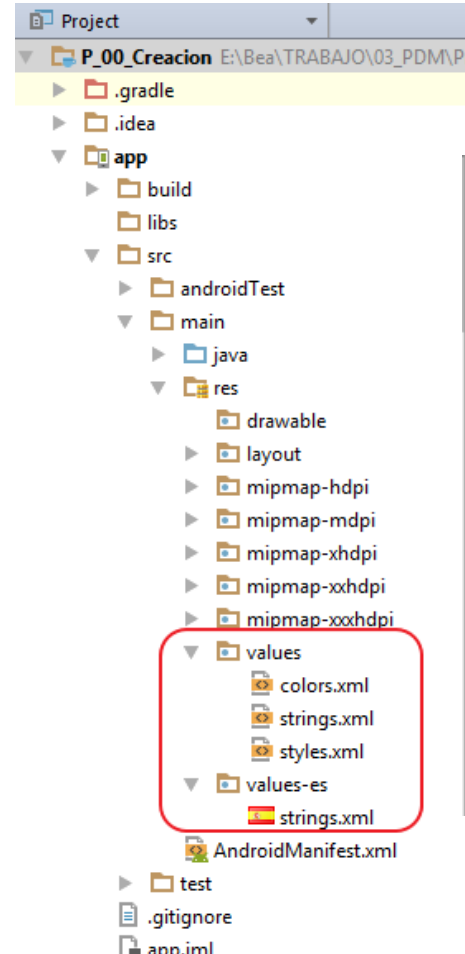 Project
P_00_Creacion E:\Bea\TRABAJO\03_PDM\P
.gradle
.idea
app
build
libs
src
androidTest
main
java
res
drawable
layout
mipmap-hdpi
mipmap-mdpi
mipmap-xhdpi
mipmap-xxhdpi
mipmap-xxxhdpi
values
colors.xml
strings.xml
styles.xml
values-es
strings.xml
AndroidManifest.xml
test
.gitignore
app.iml